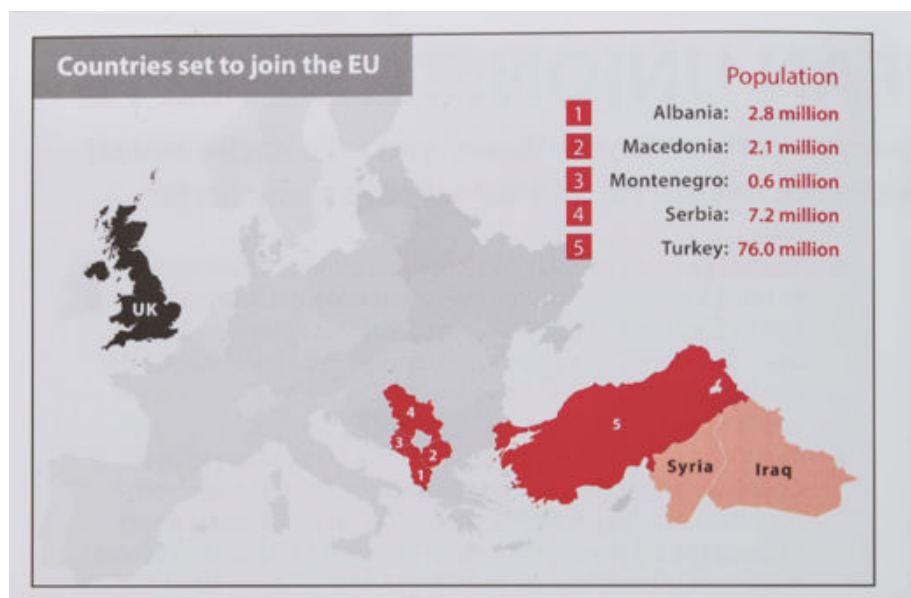 Countries set to join the EU
Population
1 Albania: 2.8 million
2 Macedonia: 2.1 million
3 Montenegro: 0.6 million
4 Serbia: 7.2 million
5 Turkey: 76.0 million
UK
4
5
3
2
1
Syria
Iraq